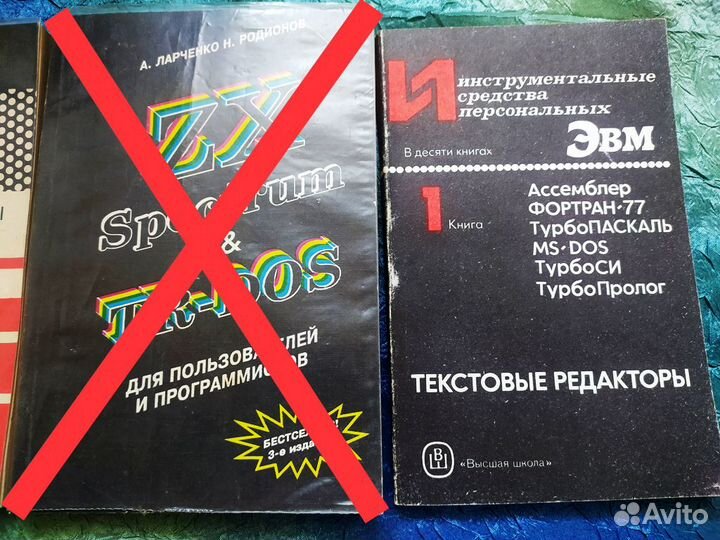 А. ЛАРЧЕНКО Н. РОДИОНОВ
ZX
Spectrum
&
TR-DOS
ДЛЯ ПОЛЬЗОВАТЕЛЕЙ
И ПРОГРАММИСТОВ
БЕСТСЕЛЛЕР!
3-е издание
Ы
инструментальные
средства
персональных
ЭВМ
В десяти книгах
1 Книга
Ассемблер
ФОРТРАН·77
ТурбоПАСКАЛЬ
MS·DOS
ТурбоСИ
ТурбоПролог
ТЕКСТОВЫЕ РЕДАКТОРЫ
«Высшая школа»
Avito